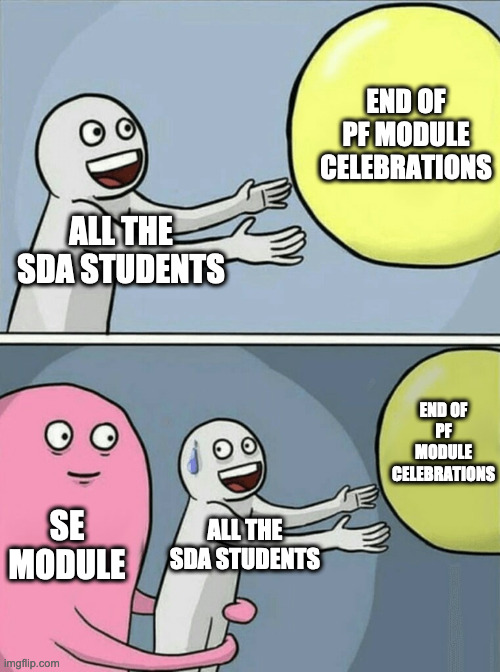 END OF
PF MODULE
CELEBRATIONS
ALL THE
SDA STUDENTS
END OF
PF
MODULE
CELEBRATIONS
SE
MODULE
ALL THE
SDA STUDENTS
imgflip.com